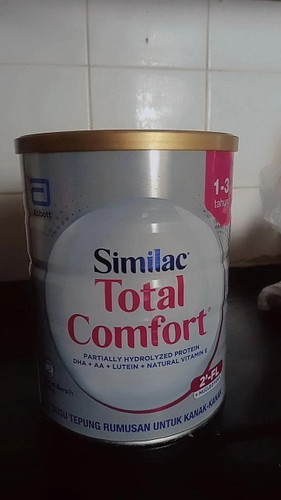 1-3
tahun
Abbott
Similac
Total
Comfort®
PARTIALLY HYDROLYZED PROTEIN
DHA + AA + LUTEIN + NATURAL VITAMIN E
2'-FL
Bersih
SUSU TEPUNG RUMUSAN UNTUK KANAK-KANAK